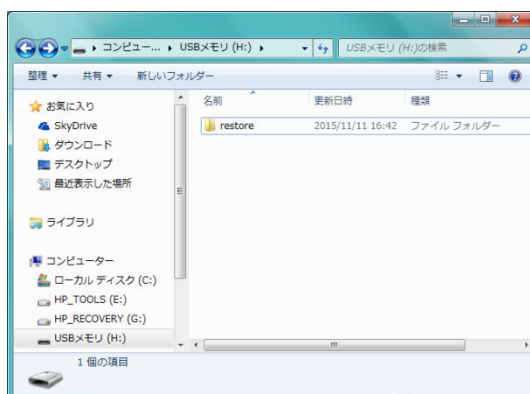 コンピュー... ▸ USBメモリ (H:) ▸
USBメモリ (H:)の検索
整理 共有 新しいフォルダー
名前 更新日時 種類
restore 2015/11/11 16:42 ファイル フォルダー
お気に入り
SkyDrive
ダウンロード
デスクトップ
最近表示した場所
ライブラリ
コンピューター
ローカル ディスク (C:)
HP_TOOLS (E:)
HP_RECOVERY (G:)
USBメモリ (H:)
1 個の項目